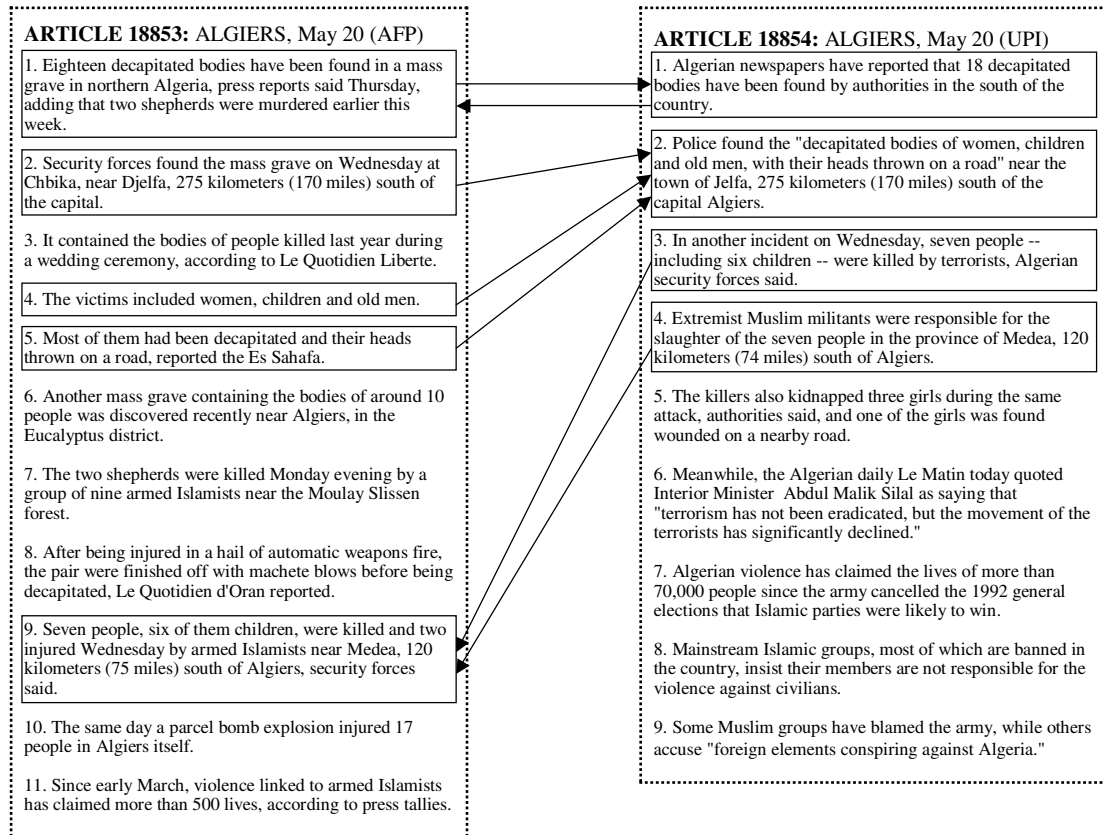 ARTICLE 18853: ALGIERS, May 20 (AFP)
1. Eighteen decapitated bodies have been found in a mass
grave in northern Algeria, press reports said Thursday,
adding that two shepherds were murdered earlier this
week.
2. Security forces found the mass grave on Wednesday at
Chbika, near Djelfa, 275 kilometers (170 miles) south of
the capital.
3. It contained the bodies of people killed last year during
a wedding ceremony, according to Le Quotidien Liberte.
4. The victims included women, children and old men.
5. Most of them had been decapitated and their heads
thrown on a road, reported the Es Sahafa.
6. Another mass grave containing the bodies of around 10
people was discovered recently near Algiers, in the
Eucalyptus district.
7. The two shepherds were killed Monday evening by a
group of nine armed Islamists near the Moulay Slissen
forest.
8. After being injured in a hail of automatic weapons fire,
the pair were finished off with machete blows before being
decapitated, Le Quotidien d'Oran reported.
9. Seven people, six of them children, were killed and two
injured Wednesday by armed Islamists near Medea, 120
kilometers (75 miles) south of Algiers, security forces
said.
10. The same day a parcel bomb explosion injured 17
people in Algiers itself.
11. Since early March, violence linked to armed Islamists
has claimed more than 500 lives, according to press tallies.
ARTICLE 18854: ALGIERS, May 20 (UPI)
1. Algerian newspapers have reported that 18 decapitated
bodies have been found by authorities in the south of the
country.
2. Police found the "decapitated bodies of women, children
and old men, with their heads thrown on a road" near the
town of Jelfa, 275 kilometers (170 miles) south of the
capital Algiers.
3. In another incident on Wednesday, seven people --
including six children -- were killed by terrorists, Algerian
security forces said.
4. Extremist Muslim militants were responsible for the
slaughter of the seven people in the province of Medea, 120
kilometers (74 miles) south of Algiers.
5. The killers also kidnapped three girls during the same
attack, authorities said, and one of the girls was found
wounded on a nearby road.
6. Meanwhile, the Algerian daily Le Matin today quoted
Interior Minister Abdul Malik Silal as saying that
"terrorism has not been eradicated, but the movement of the
terrorists has significantly declined."
7. Algerian violence has claimed the lives of more than
70,000 people since the army cancelled the 1992 general
elections that Islamic parties were likely to win.
8. Mainstream Islamic groups, most of which are banned in
the country, insist their members are not responsible for the
violence against civilians.
9. Some Muslim groups have blamed the army, while others
accuse "foreign elements conspiring against Algeria."